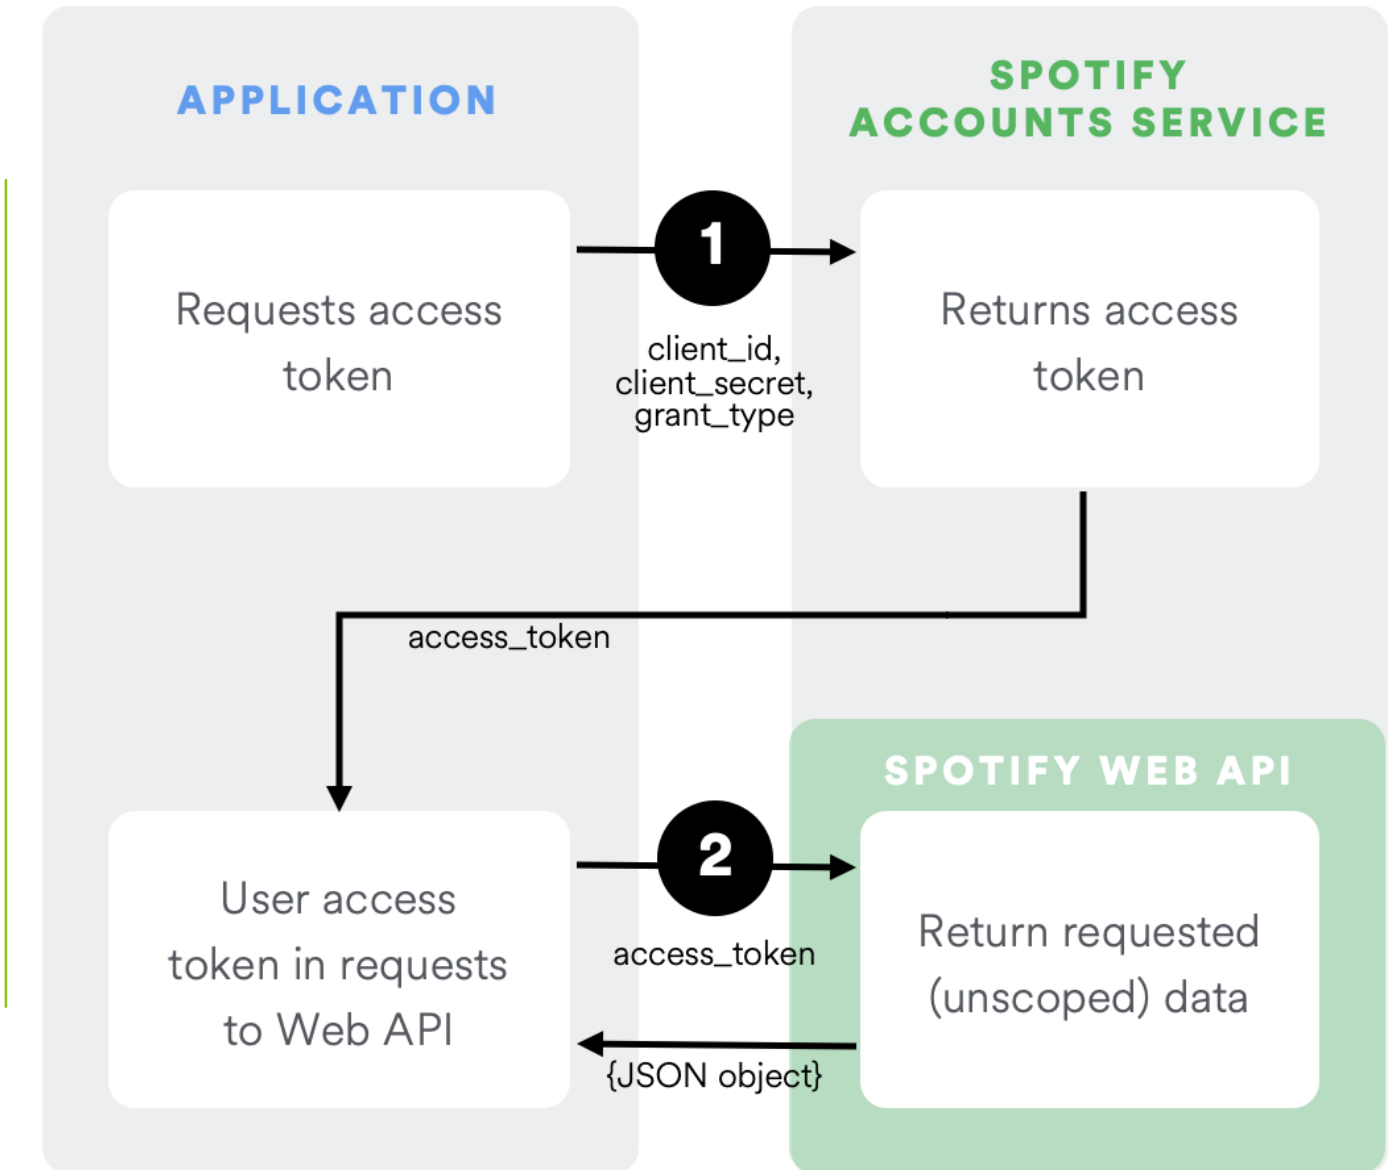 APPLICATION
SPOTIFY
ACCOUNTS SERVICE
Requests access
token
1
client_id,
client_secret,
grant_type
Returns access
token
access_token
User access
token in requests
to Web API
2
access_token
{JSON object}
SPOTIFY WEB API
Return requested
(unscoped) data